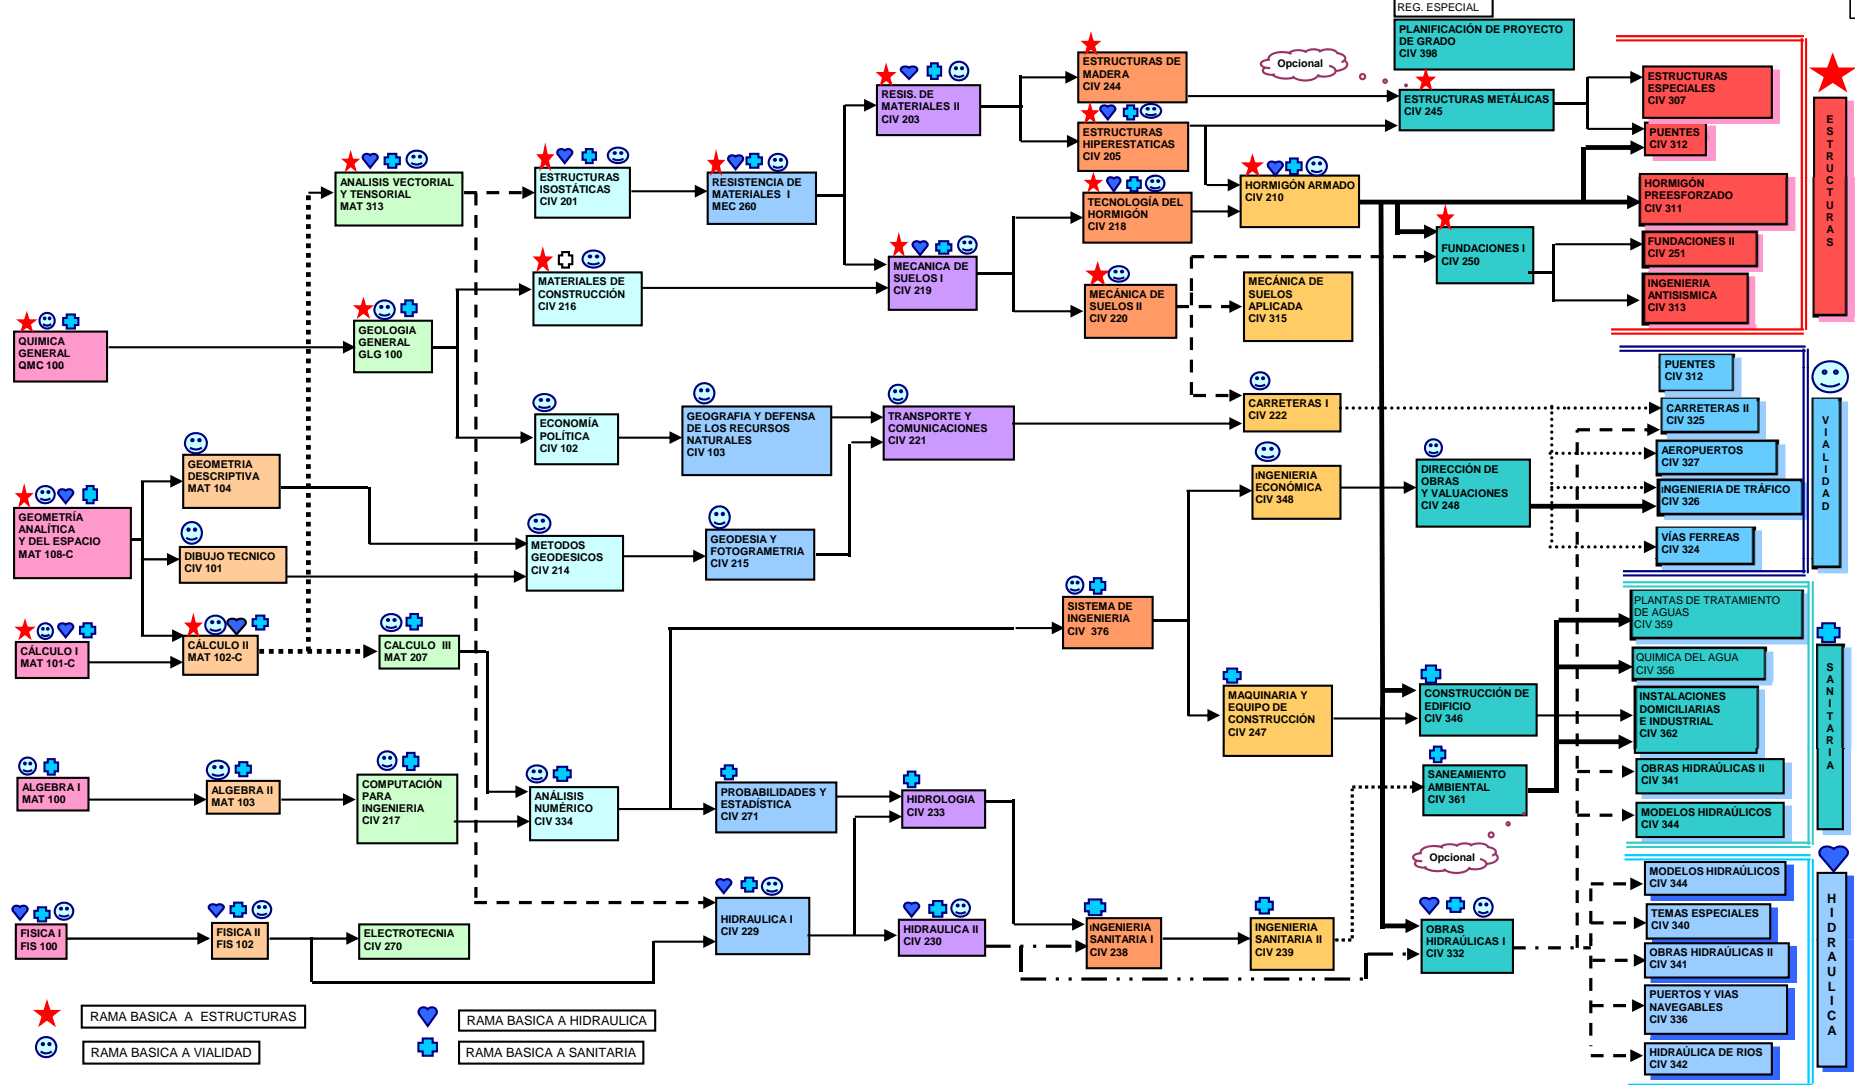 REG. ESPECIAL
PLANIFICACIÓN DE PROYECTO
DE GRADO
CIV 398
Opcional
ESTRUCTURAS DE
MADERA
CIV 244
RESIS. DE
MATERIALES II
CIV 203
ESTRUCTURAS METÁLICAS
CIV 245
ESTRUCTURAS
ESPECIALES
CIV 307
ESTRUCTURAS
HIPERESTATICAS
CIV 205
PUENTES
CIV 312
ESTRUCTURAS
ANALISIS VECTORIAL
Y TENSORIAL
MAT 313
ESTRUCTURAS
ISOSTÁTICAS
CIV 201
RESISTENCIA DE
MATERIALES I
MEC 260
TECNOLOGÍA DEL
HORMIGÓN
CIV 218
HORMIGÓN ARMADO
CIV 210
HORMIGÓN
PREESFORZADO
CIV 311
FUNDACIONES I
CIV 250
FUNDACIONES II
CIV 251
MATERIALES DE
CONSTRUCCIÓN
CIV 216
MECANICA DE
SUELOS I
CIV 219
MECÁNICA DE
SUELOS II
CIV 220
MECÁNICA DE
SUELOS
APLICADA
CIV 315
INGENIERIA
ANTISISMICA
CIV 313
QUIMICA
GENERAL
QMC 100
GEOLOGIA
GENERAL
GLG 100
PUENTES
CIV 312
ECONOMÍA
POLÍTICA
CIV 102
GEOGRAFIA Y DEFENSA
DE LOS RECURSOS
NATURALES
CIV 103
TRANSPORTE Y
COMUNICACIONES
CIV 221
CARRETERAS I
CIV 222
CARRETERAS II
CIV 325
VIALIDAD
GEOMETRIA
DESCRIPTIVA
MAT 104
INGENIERIA
ECONÓMICA
CIV 348
DIRECCIÓN DE
OBRAS
Y VALUACIONES
CIV 248
AEROPUERTOS
CIV 327
INGENIERIA DE TRÁFICO
CIV 326
GEOMETRÍA
ANALÍTICA
Y DEL ESPACIO
MAT 108-C
DIBUJO TECNICO
CIV 101
METODOS
GEODESICOS
CIV 214
GEODESIA Y
FOTOGRAMETRIA
CIV 215
VÍAS FERREAS
CIV 324
SISTEMA DE
INGENIERIA
CIV 376
PLANTAS DE TRATAMIENTO
DE AGUAS
CIV 359
CÁLCULO I
MAT 101-C
CÁLCULO II
MAT 102-C
CALCULO III
MAT 207
QUIMICA DEL AGUA
CIV 356
SANITARIA
MAQUINARIA Y
EQUIPO DE
CONSTRUCCIÓN
CIV 247
CONSTRUCCIÓN DE
EDIFICIO
CIV 346
INSTALACIONES
DOMICILIARIAS
E INDUSTRIAL
CIV 362
ALGEBRA I
MAT 100
ALGEBRA II
MAT 103
COMPUTACIÓN
PARA
INGENIERIA
CIV 217
ANÁLISIS
NUMÉRICO
CIV 334
PROBABILIDADES Y
ESTADÍSTICA
CIV 271
HIDROLOGIA
CIV 233
SANEAMIENTO
AMBIENTAL
CIV 361
OBRAS HIDRAÚLICAS II
CIV 341
MODELOS HIDRAÚLICOS
CIV 344
Opcional
MODELOS HIDRAÚLICOS
CIV 344
HIDRAULICA
FISICA I
FIS 100
FISICA II
FIS 102
ELECTROTECNIA
CIV 270
HIDRAULICA I
CIV 229
HIDRAULICA II
CIV 230
INGENIERIA
SANITARIA I
CIV 238
INGENIERIA
SANITARIA II
CIV 239
OBRAS
HIDRAÚLICAS I
CIV 332
TEMAS ESPECIALES
CIV 340
OBRAS HIDRAÚLICAS II
CIV 341
PUERTOS Y VIAS
NAVEGABLES
CIV 336
HIDRAÚLICA DE RIOS
CIV 342
RAMA BASICA A ESTRUCTURAS
RAMA BASICA A HIDRAULICA
RAMA BASICA A VIALIDAD
RAMA BASICA A SANITARIA